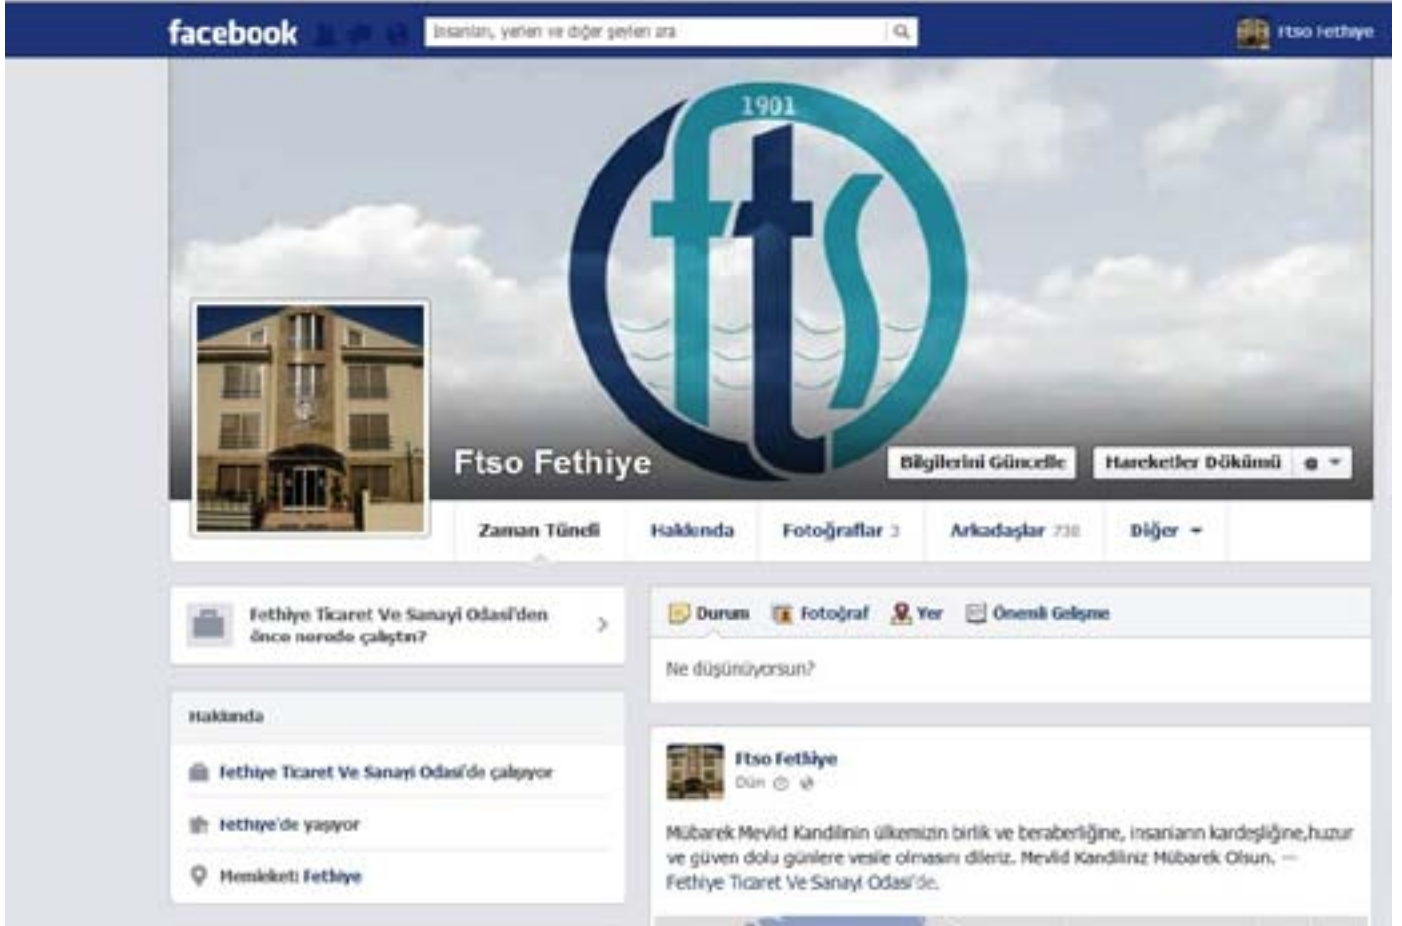 facebook
İnsanları, yerleri ve diğer şeyleri ara
Ftso Fethiye
1901
fts
Ftso Fethiye
Bilgilerini Güncelle
Hareketler Dökümü
Zaman Tüneli
Hakkında
Fotoğraflar 3
Arkadaşlar
Diğer
Fethiye Ticaret Ve Sanayi Odası'den
önce nerede çalıştın?
Durum
Fotoğraf
Yer
Önemli Gelişme
Ne düşünüyorsun?
Hakkında
Fethiye Ticaret Ve Sanayi Odası'de çalışıyor
Fethiye'de yaşıyor
Memleketi Fethiye
Ftso Fethiye
Dün
Mübarek Mevlid Kandilinin ülkemizin birlik ve beraberliğine, insanların kardeşliğine,huzur
ve güven dolu günlere vesile olmasını dileriz. Mevlid Kandiliniz Mübarek Olsun. —
Fethiye Ticaret Ve Sanayi Odası'de.